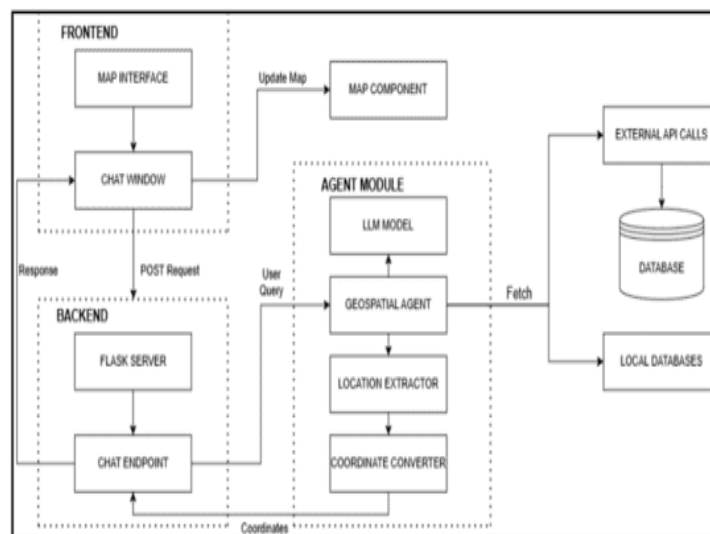 FRONTEND
MAP INTERFACE
Update Map
MAP COMPONENT
EXTERNAL API CALLS
CHAT WINDOW
AGENT MODULE
LLM MODEL
DATABASE
Response
POST Request
User
Query
GEOSPATIAL AGENT
Fetch
BACKEND
FLASK SERVER
LOCATION EXTRACTOR
LOCAL DATABASES
CHAT ENDPOINT
COORDINATE CONVERTER
Coordinates